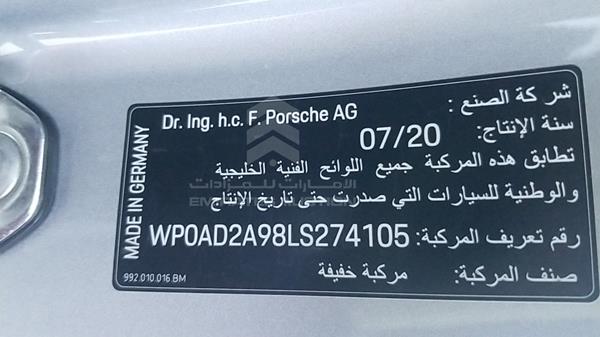 شركة الصنع : Dr. Ing. h.c. F. Porsche AG
سنة الإنتاج: 07/20
تطابق هذه المركبة جميع اللوائح الفنية الخليجية
والوطنية للسيارات التي صدرت حتى تاريخ الإنتاج
رقم تعريف المركبة: WP0AD2A98LS274105
صنف المركبة: مركبة خفيفة
MADE IN GERMANY
992.010.016 BM
الامارات للمزادات